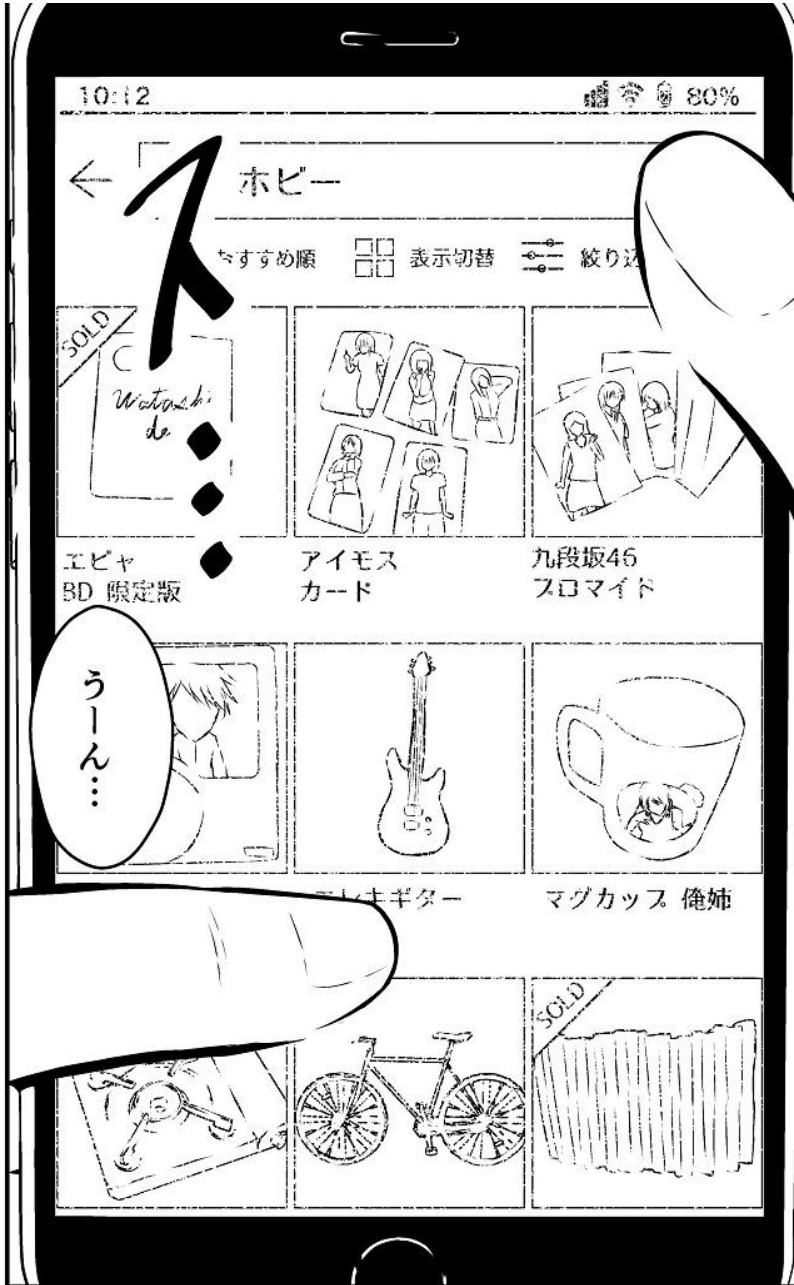 10:12
80%
ホビー
おすすめ順
表示切替
絞り込
ス…
SOLD
Watashi
de
エビャ
BD 限定版
アイモス
カード
九段坂46
ブロマイド
うーん…
エレキギター
マグカップ 俺姉
SOLD